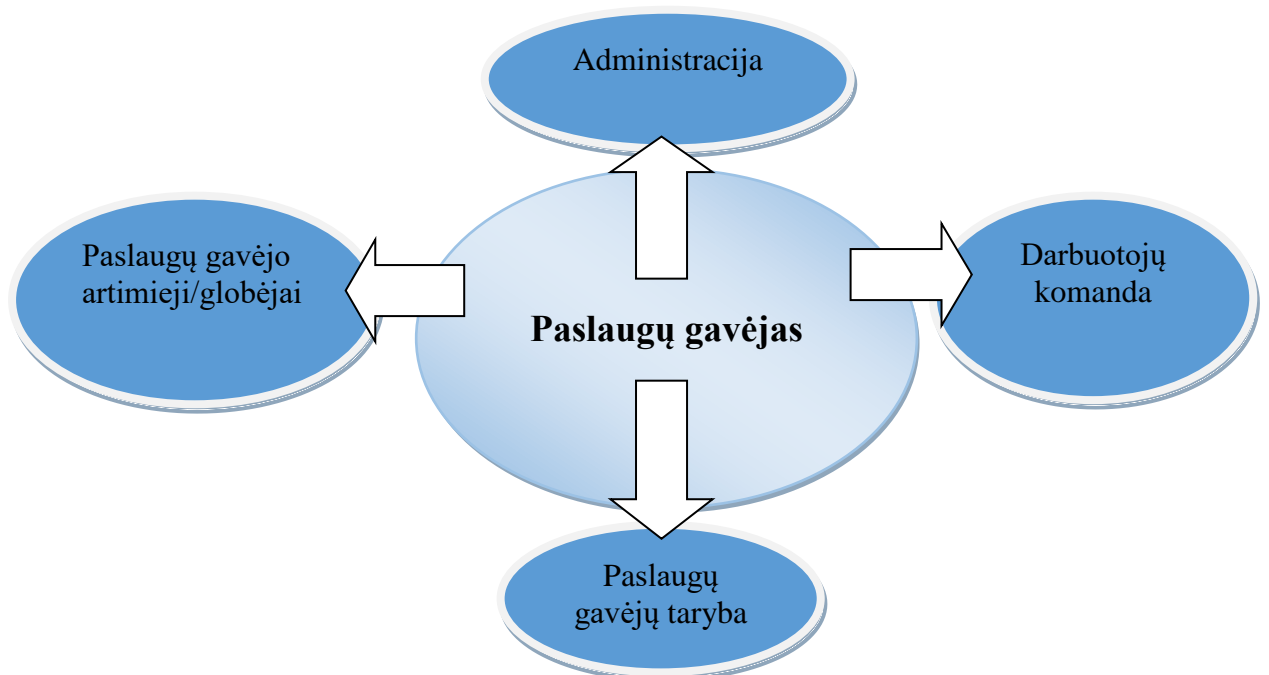 Administracija
Paslaugų gavėjo
artimieji/globėjai
Darbuotojų
komanda
Paslaugų gavėjas
Paslaugų
gavėjų taryba